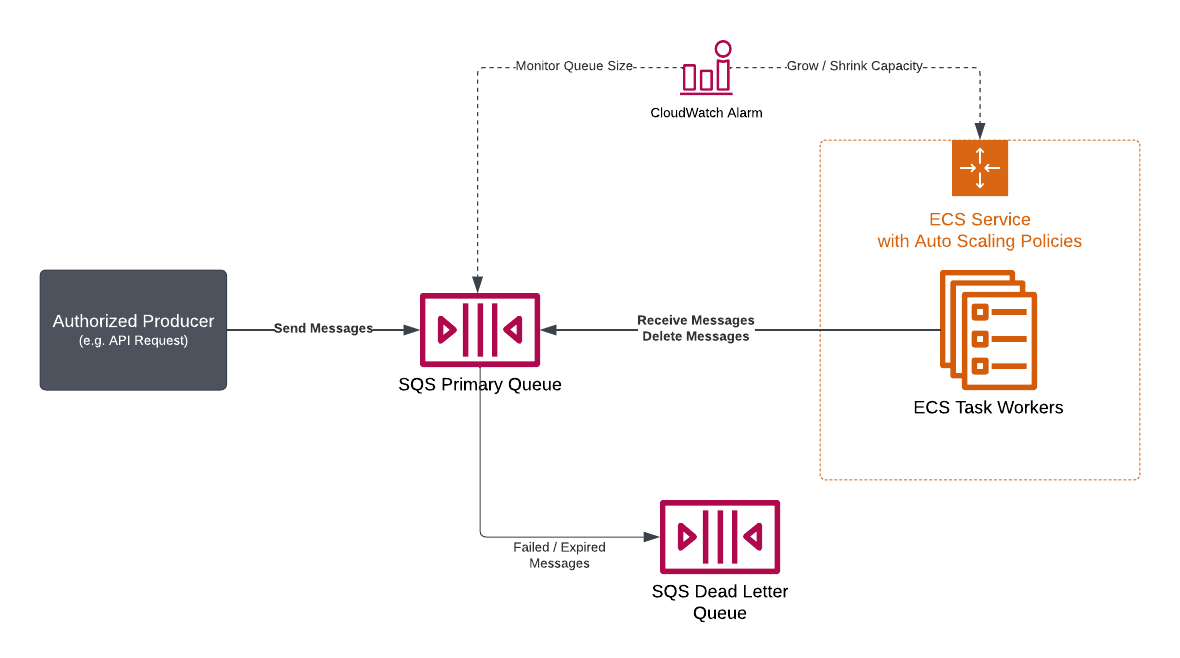 Monitor Queue Size
Grow / Shrink Capacity
CloudWatch Alarm
ECS Service
with Auto Scaling Policies
Authorized Producer
(e.g. API Request)
Send Messages
Receive Messages
Delete Messages
SQS Primary Queue
ECS Task Workers
Failed / Expired
Messages
SQS Dead Letter
Queue